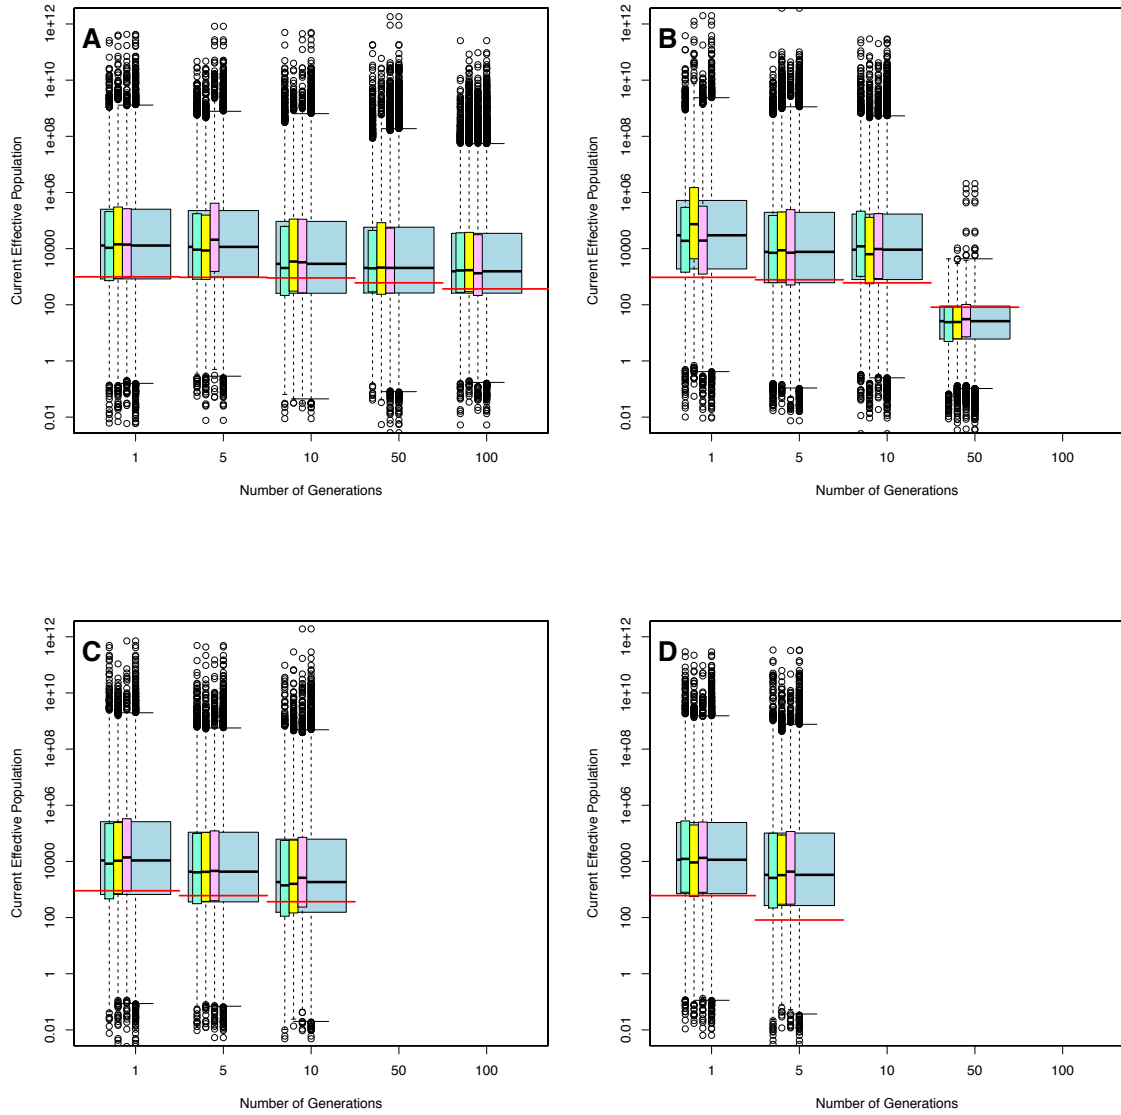 A
Current Effective Population
1e+12
1e+10
1e+08
1e+06
10000
100
1
0.01
1 5 10 50 100
Number of Generations
B
Current Effective Population
1e+12
1e+10
1e+08
1e+06
10000
100
1
0.01
1 5 10 50 100
Number of Generations
C
Current Effective Population
1e+12
1e+10
1e+08
1e+06
10000
100
1
0.01
1 5 10 50 100
Number of Generations
D
Current Effective Population
1e+12
1e+10
1e+08
1e+06
10000
100
1
0.01
1 5 10 50 100
Number of Generations